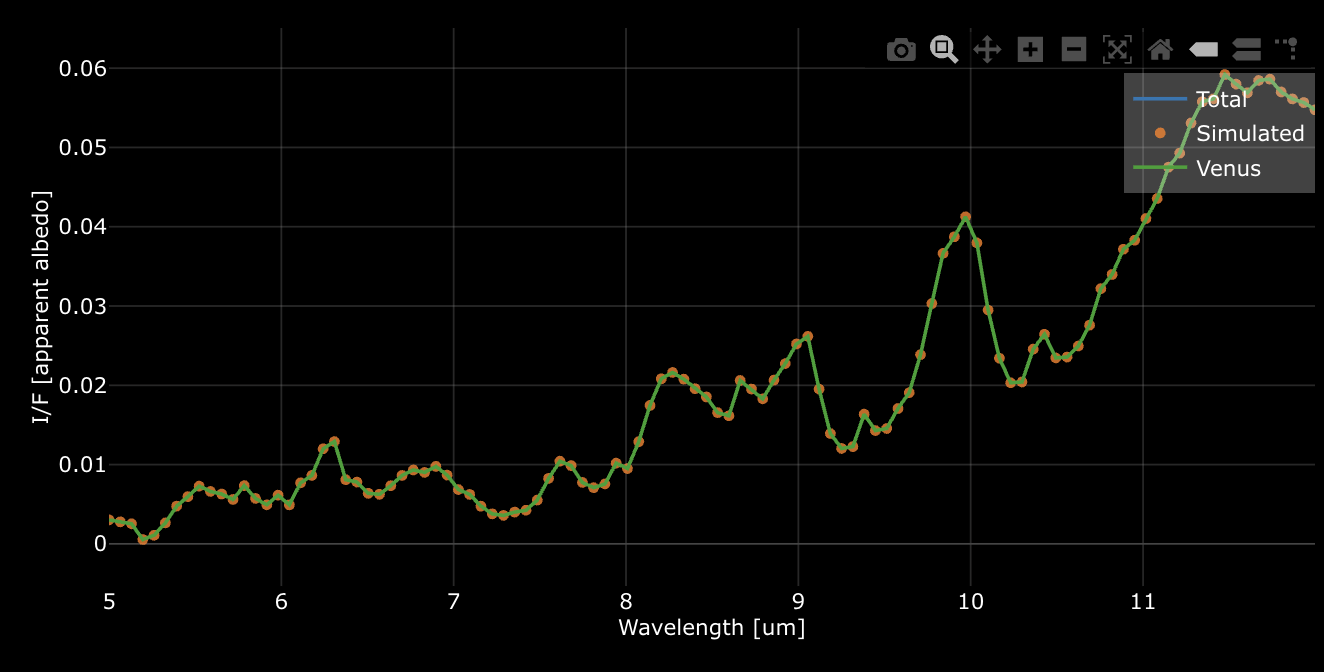 0.06
0.05
0.04
0.03
0.02
0.01
0
I/F [apparent albedo]
5
6
7
8
9
10
11
Wavelength [um]
Total
Simulated
Venus